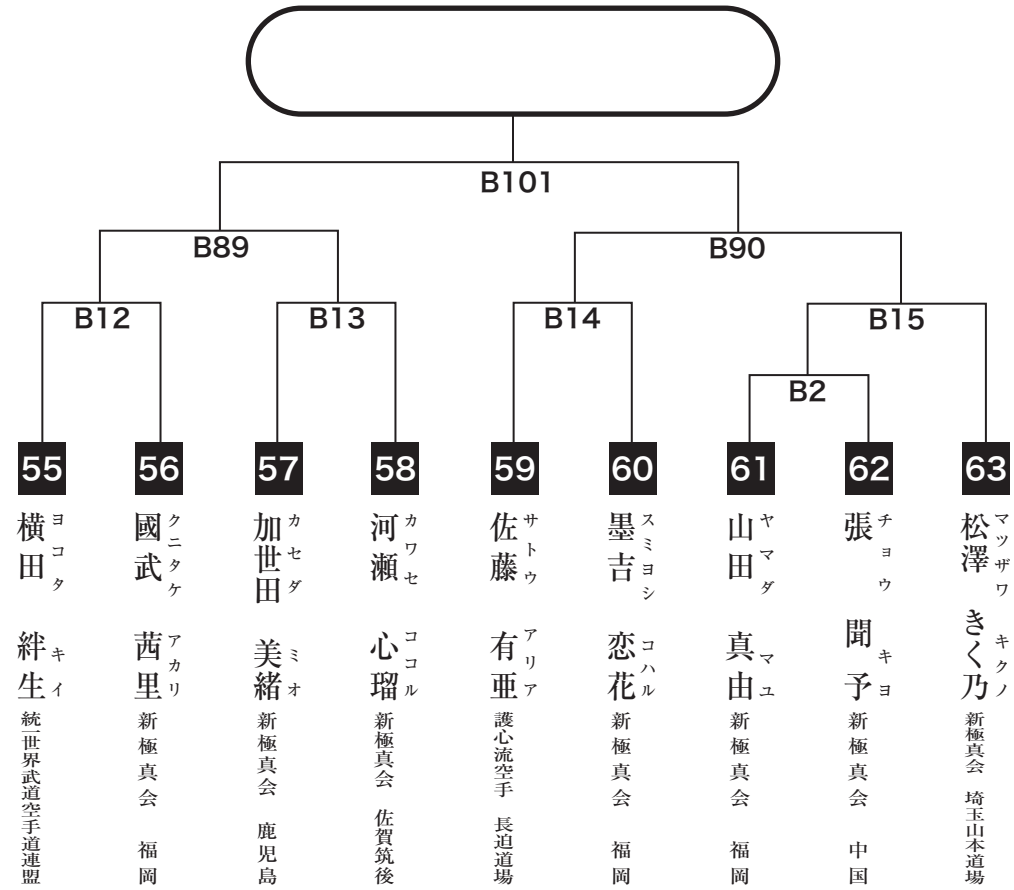 B101
B89
B90
B12
B13
B14
B15
B2
55
56
57
58
59
60
61
62
63
横田 絆生
ヨコタ キイ
統一世界武道空手道連盟
國武 茜里
クニタケ アカリ
新極真会 福岡
加世田 美緒
カセダ ミオ
新極真会 鹿児島
河瀬 心瑠
カワセ ココル
新極真会 佐賀筑後
佐藤 有亜
サトウ アリア
護心流空手 長迫道場
墨吉 恋花
スミヨシ コハル
新極真会 福岡
山田 真由
ヤマダ マユ
新極真会 福岡
張 聞予
チョウ キヨ
新極真会 中国
松澤 きく乃
マツザワ キクノ
新極真会 埼玉山本道場